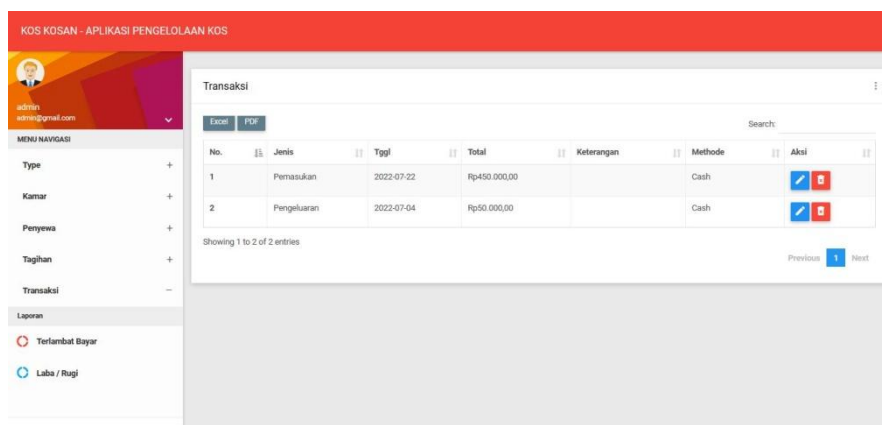 KOS KOSAN - APLIKASI PENGELOLAAN KOS
admin
admin@gmail.com
MENU NAVIGASI
Type
Kamar
Penyewa
Tagihan
Transaksi
Laporan
Terlambat Bayar
Laba / Rugi
Transaksi
Excel PDF
Search:
No. Jenis Tggl Total Keterangan Methode Aksi
1 Pemasukan 2022-07-22 Rp450.000,00 Cash
2 Pengeluaran 2022-07-04 Rp50.000,00 Cash
Showing 1 to 2 of 2 entries
Previous 1 Next